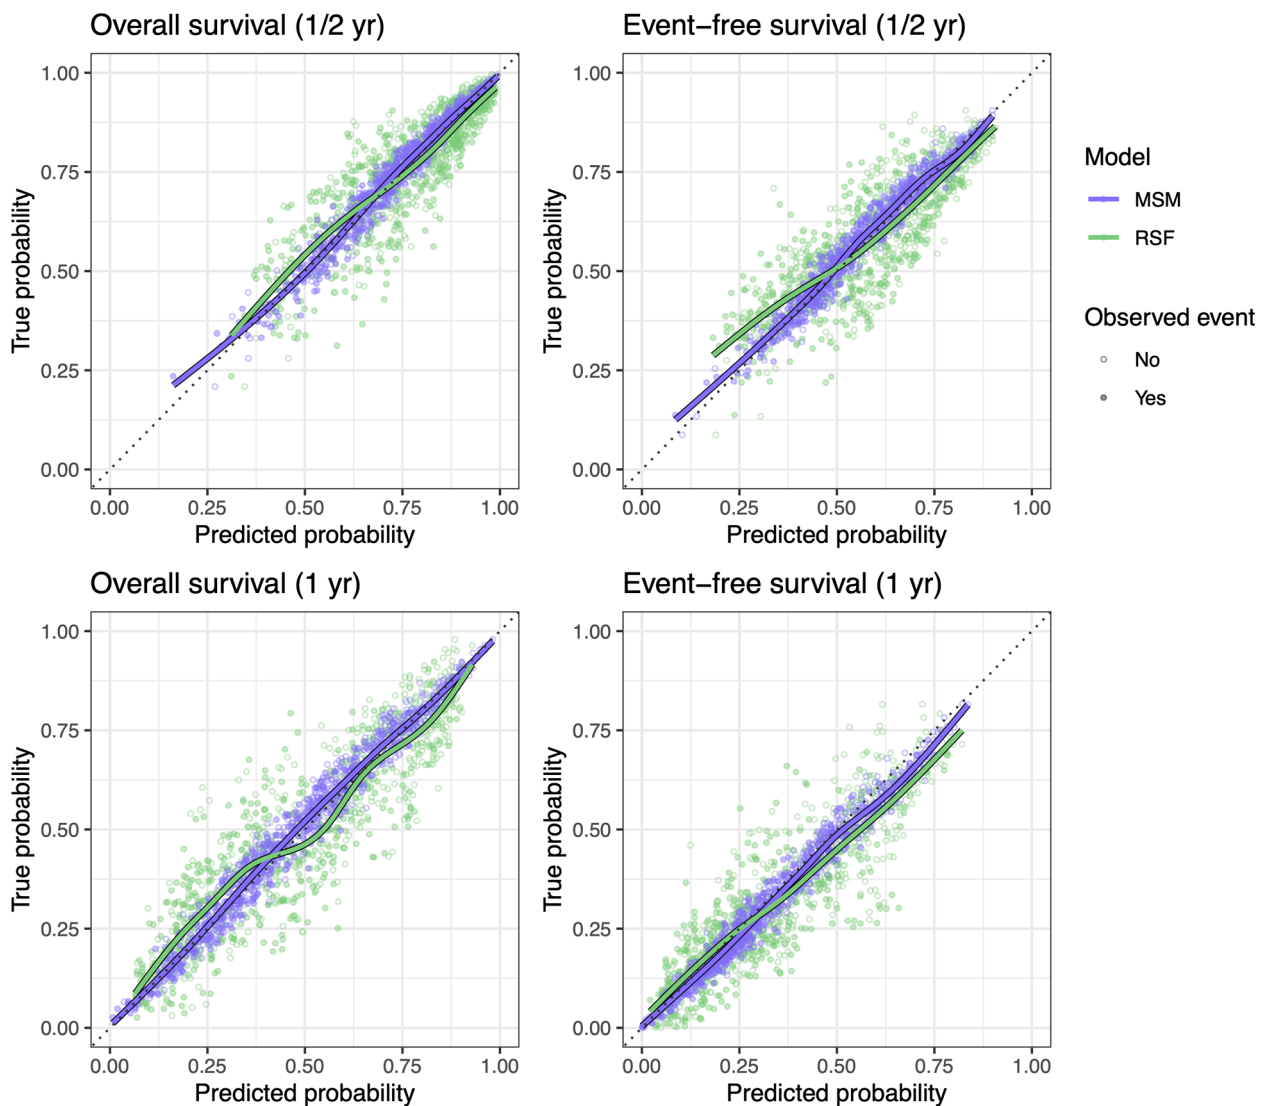 Overall survival (1/2 yr)
Event−free survival (1/2 yr)
True probability
1.00
0.75
0.50
0.25
0.00
0.00 0.25 0.50 0.75 1.00
Predicted probability
True probability
1.00
0.75
0.50
0.25
0.00
0.00 0.25 0.50 0.75 1.00
Predicted probability
Model
MSM
RSF
Observed event
No
Yes
Overall survival (1 yr)
Event−free survival (1 yr)
True probability
1.00
0.75
0.50
0.25
0.00
0.00 0.25 0.50 0.75 1.00
Predicted probability
True probability
1.00
0.75
0.50
0.25
0.00
0.00 0.25 0.50 0.75 1.00
Predicted probability